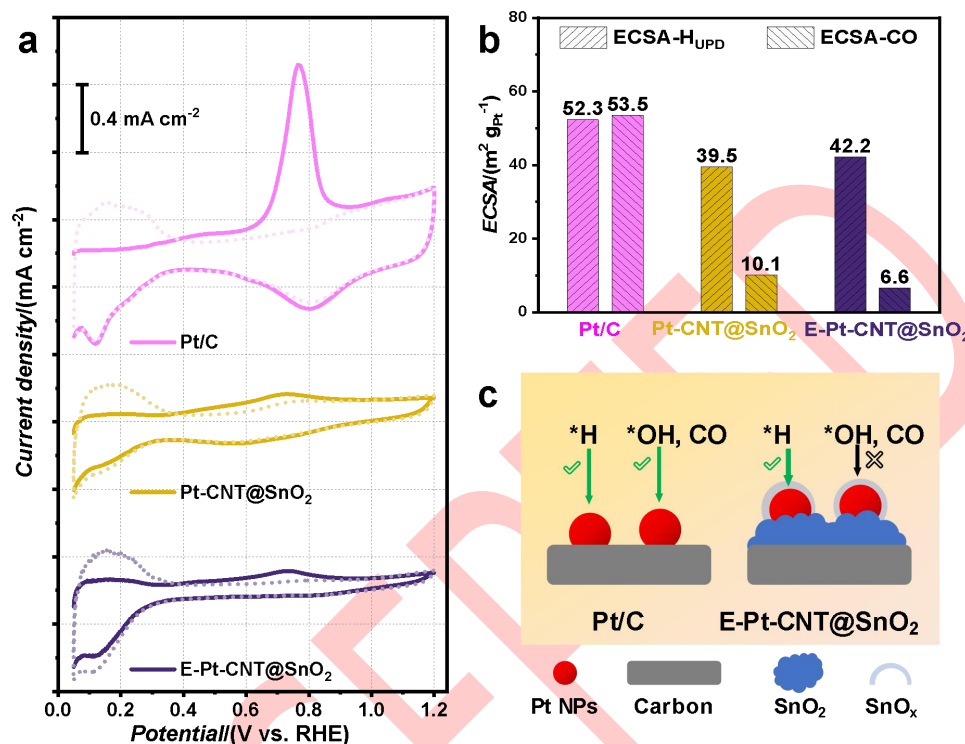 a
0.4 mA cm⁻²
Current density/(mA cm⁻²)
Pt/C
Pt-CNT@SnO₂
E-Pt-CNT@SnO₂
0.0 0.2 0.4 0.6 0.8 1.0 1.2
Potential/(V vs. RHE)
b
ECSA-H_UPD ECSA-CO
ECSA/(m² g_Pt⁻¹)
80
60
40
20
0
52.3 53.5
39.5 10.1
42.2 6.6
Pt/C Pt-CNT@SnO₂ E-Pt-CNT@SnO₂
c
*H *OH, CO *H *OH, CO
Pt/C E-Pt-CNT@SnO₂
Pt NPs Carbon SnO₂ SnOₓ